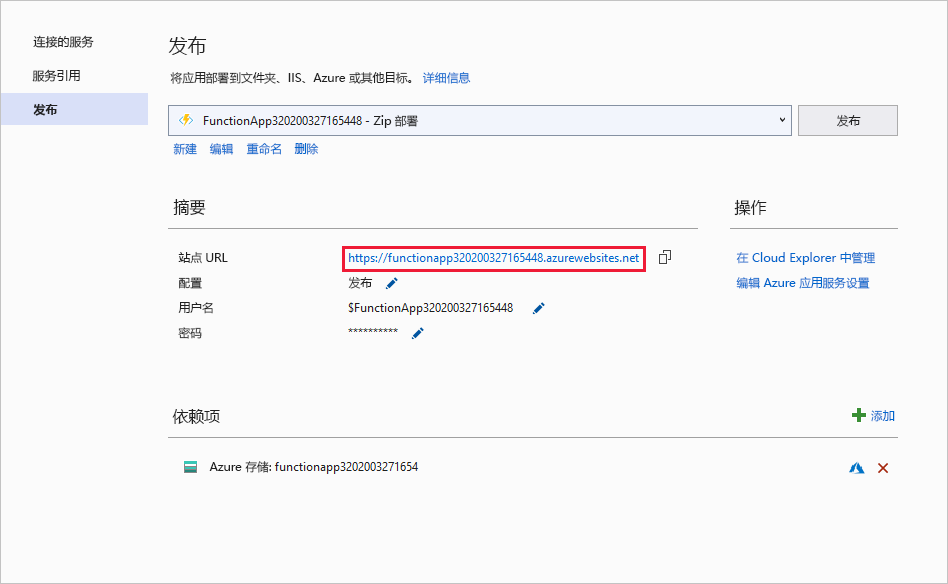 连接的服务
服务引用
发布
发布
将应用部署到文件夹、IIS、Azure 或其他目标。 详细信息
FunctionApp320200327165448 - Zip 部署
发布
新建 编辑 重命名 删除
摘要
操作
站点 URL https://functionapp320200327165448.azurewebsites.net
在 Cloud Explorer 中管理
配置 发布
编辑 Azure 应用服务设置
用户名 $FunctionApp320200327165448
密码 **********
依赖项
添加
Azure 存储: functionapp3202003271654